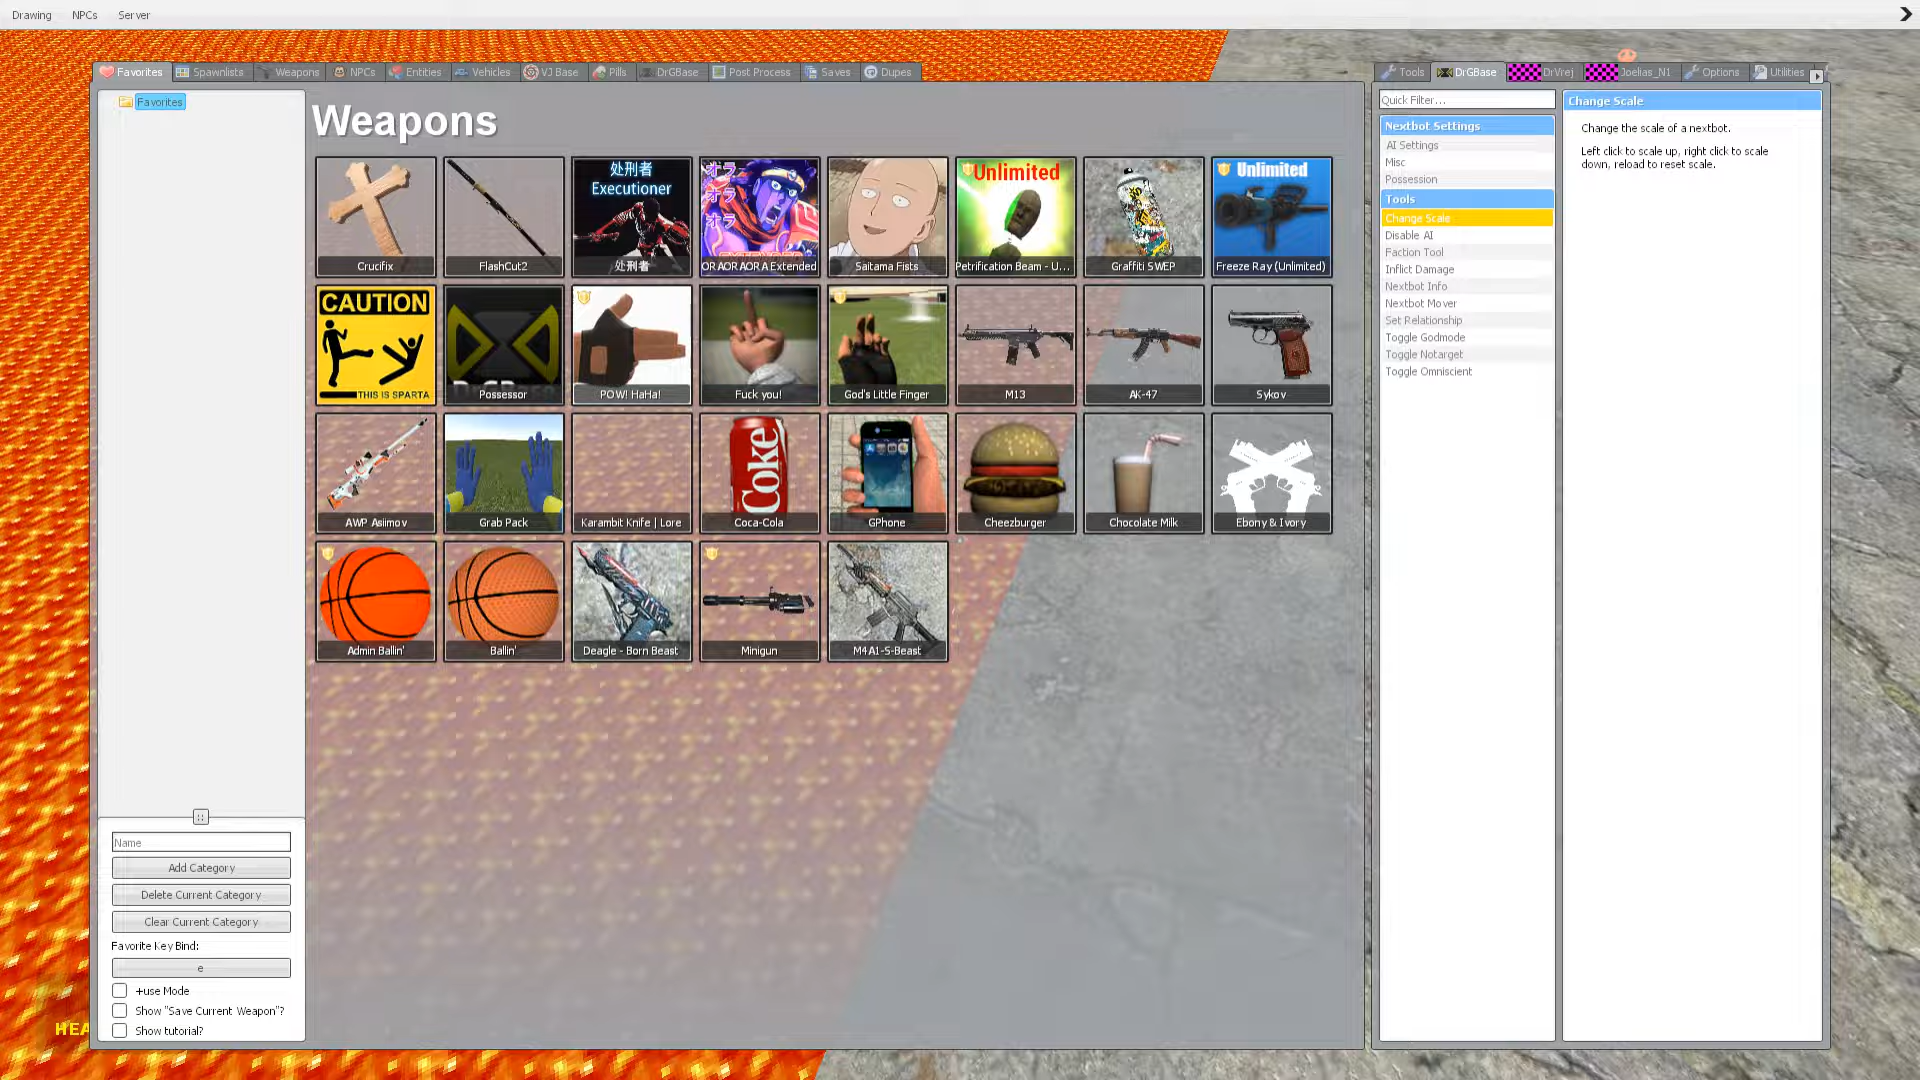 Drawing NPCs Server
Favorites Spawnlists Weapons NPCs Entities Vehicles VJ Base Pills DrGBase Post Process Saves Dupes
Tools DrGBase DrVrej Joelias_N1 Options Utilities
Favorites
Weapons
处刑者
Executioner
オラ
オラ
オラ
Unlimited
Unlimited
Crucifix
FlashCut2
处刑者
ORAORAORA Extended
Saitama Fists
Petrification Beam - U...
Graffiti SWEP
Freeze Ray (Unlimited)
CAUTION
THIS IS SPARTA
Possessor
POW! HaHa!
Fuck you!
God's Little Finger
M13
AK-47
Sykov
Coke
AWP Asiimov
Grab Pack
Karambit Knife | Lore
Coca-Cola
GPhone
Cheezburger
Chocolate Milk
Ebony & Ivory
Admin Ballin'
Ballin'
Deagle - Born Beast
Minigun
M4A1-S-Beast
Name
Add Category
Delete Current Category
Clear Current Category
Favorite Key Bind:
e
+use Mode
Show "Save Current Weapon"?
Show tutorial?
HEA
Quick Filter...
Nextbot Settings
AI Settings
Misc
Possession
Tools
Change Scale
Disable AI
Faction Tool
Inflict Damage
Nextbot Info
Nextbot Mover
Set Relationship
Toggle Godmode
Toggle Notarget
Toggle Omniscient
Change Scale
Change the scale of a nextbot.
Left click to scale up, right click to scale
down, reload to reset scale.